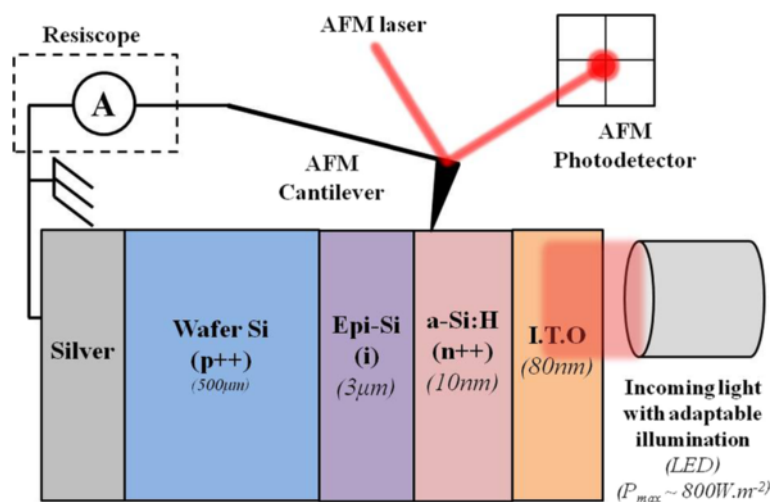 Resiscope
A
AFM laser
AFM
Cantilever
AFM
Photodetector
Silver
Wafer Si
(p++)
(500μm)
Epi-Si
(i)
(3μm)
a-Si:H
(n++)
(10nm)
I.T.O
(80nm)
Incoming light
with adaptable
illumination
(LED)
(Pmax ~ 800W.m-2)